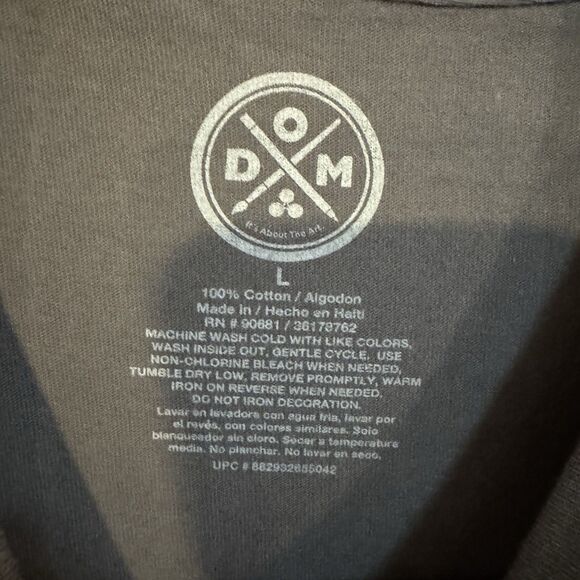 O
D M
It's About The Art.
L
100% Cotton / Algodon
Made in / Hecho en Haiti
RN # 90681 / 36178762
MACHINE WASH COLD WITH LIKE COLORS,
WASH INSIDE OUT, GENTLE CYCLE, USE
NON-CHLORINE BLEACH WHEN NEEDED,
TUMBLE DRY LOW, REMOVE PROMPTLY, WARM
IRON ON REVERSE WHEN NEEDED,
DO NOT IRON DECORATION.
Lavar en lavadora con agua fria, lavar por
el revés, con colores similares. Solo
blanqueador sin cloro. Secar a temperatura
media. No planchar. No lavar en seco.
UPC # 882932655042